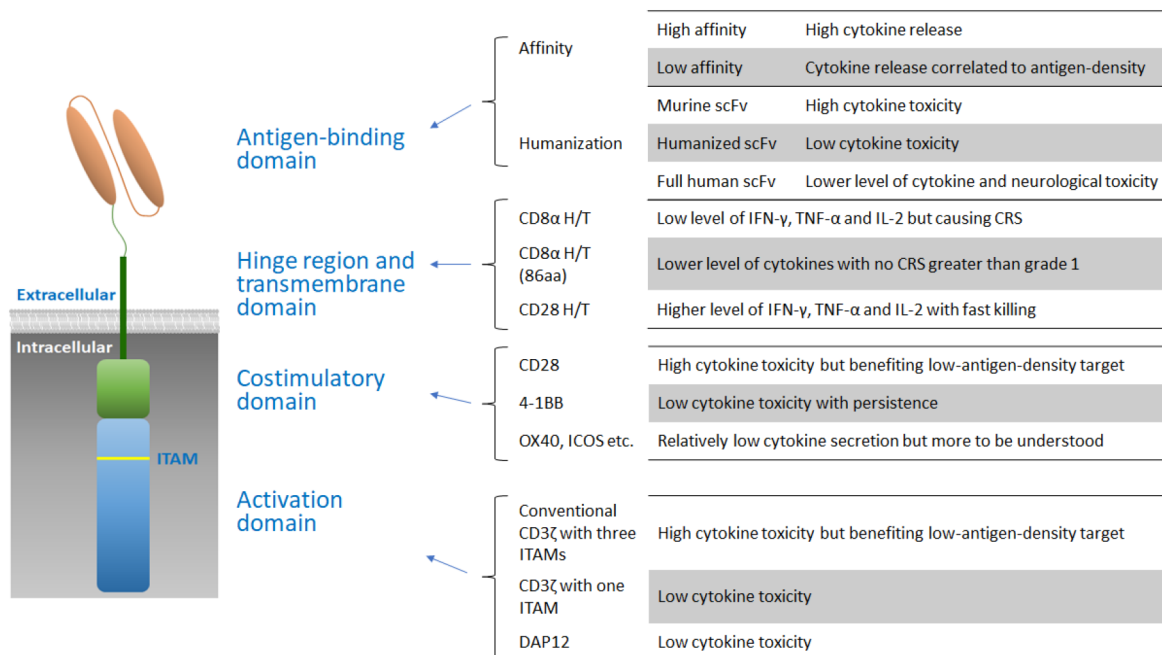 Extracellular
Intracellular
ITAM
Antigen-binding
domain
Affinity
High affinity High cytokine release
Low affinity Cytokine release correlated to antigen-density
Humanization
Murine scFv High cytokine toxicity
Humanized scFv Low cytokine toxicity
Full human scFv Lower level of cytokine and neurological toxicity
Hinge region and
transmembrane
domain
CD8α H/T Low level of IFN-γ, TNF-α and IL-2 but causing CRS
CD8α H/T
(86aa)
Lower level of cytokines with no CRS greater than grade 1
CD28 H/T Higher level of IFN-γ, TNF-α and IL-2 with fast killing
Costimulatory
domain
CD28 High cytokine toxicity but benefiting low-antigen-density target
4-1BB Low cytokine toxicity with persistence
OX40, ICOS etc. Relatively low cytokine secretion but more to be understood
Activation
domain
Conventional
CD3ζ with three
ITAMs
High cytokine toxicity but benefiting low-antigen-density target
CD3ζ with one
ITAM
Low cytokine toxicity
DAP12 Low cytokine toxicity